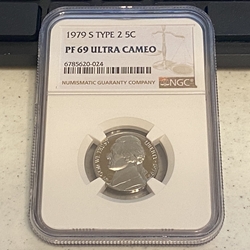 1979 S TYPE 2 5C
PF 69 ULTRA CAMEO
6785620-024
NUMISMATIC GUARANTY COMPANY
NGC